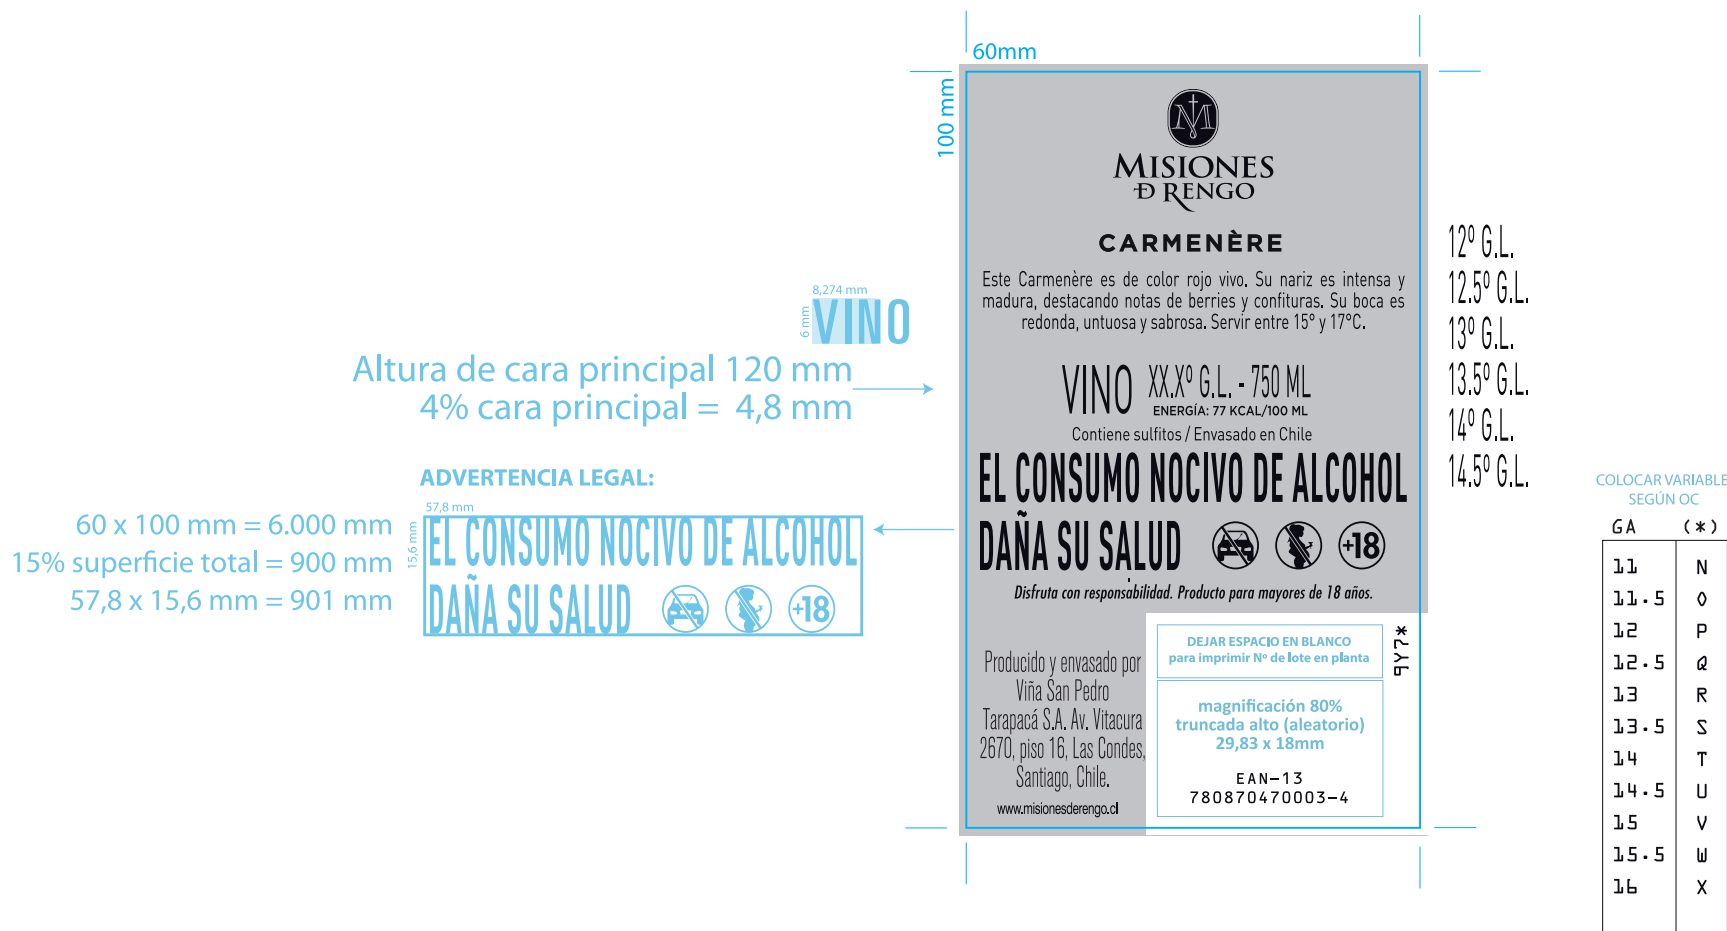 60mm
100 mm
M
MISIONES
D RENGO
CARMENÈRE
Este Carmenère es de color rojo vivo. Su nariz es intensa y
madura, destacando notas de berries y confituras. Su boca es
redonda, untuosa y sabrosa. Servir entre 15° y 17°C.
VINO XX.Xº G.L. - 750 ML
ENERGÍA: 77 KCAL/100 ML
Contiene sulfitos / Envasado en Chile
EL CONSUMO NOCIVO DE ALCOHOL
DAÑA SU SALUD +18
Disfruta con responsabilidad. Producto para mayores de 18 años.
Producido y envasado por
Viña San Pedro
Tarapacá S.A. Av. Vitacura
2670, piso 16, Las Condes,
Santiago, Chile.
www.misionesderengo.cl
DEJAR ESPACIO EN BLANCO
para imprimir Nº de lote en planta
9Y7*
magnificación 80%
truncada alto (aleatorio)
29,83 x 18mm
EAN-13
780870470003-4
8,274 mm
6 mm
VINO
Altura de cara principal 120 mm
4% cara principal = 4,8 mm
ADVERTENCIA LEGAL:
57,8 mm
15,6 mm
60 x 100 mm = 6.000 mm
15% superficie total = 900 mm
57,8 x 15,6 mm = 901 mm
EL CONSUMO NOCIVO DE ALCOHOL
DAÑA SU SALUD +18
12º G.L.
12.5º G.L.
13º G.L.
13.5º G.L.
14º G.L.
14.5º G.L.
COLOCAR VARIABLE
SEGÚN OC
GA (*)
11 N
11.5 O
12 P
12.5 Q
13 R
13.5 S
14 T
14.5 U
15 V
15.5 W
16 X